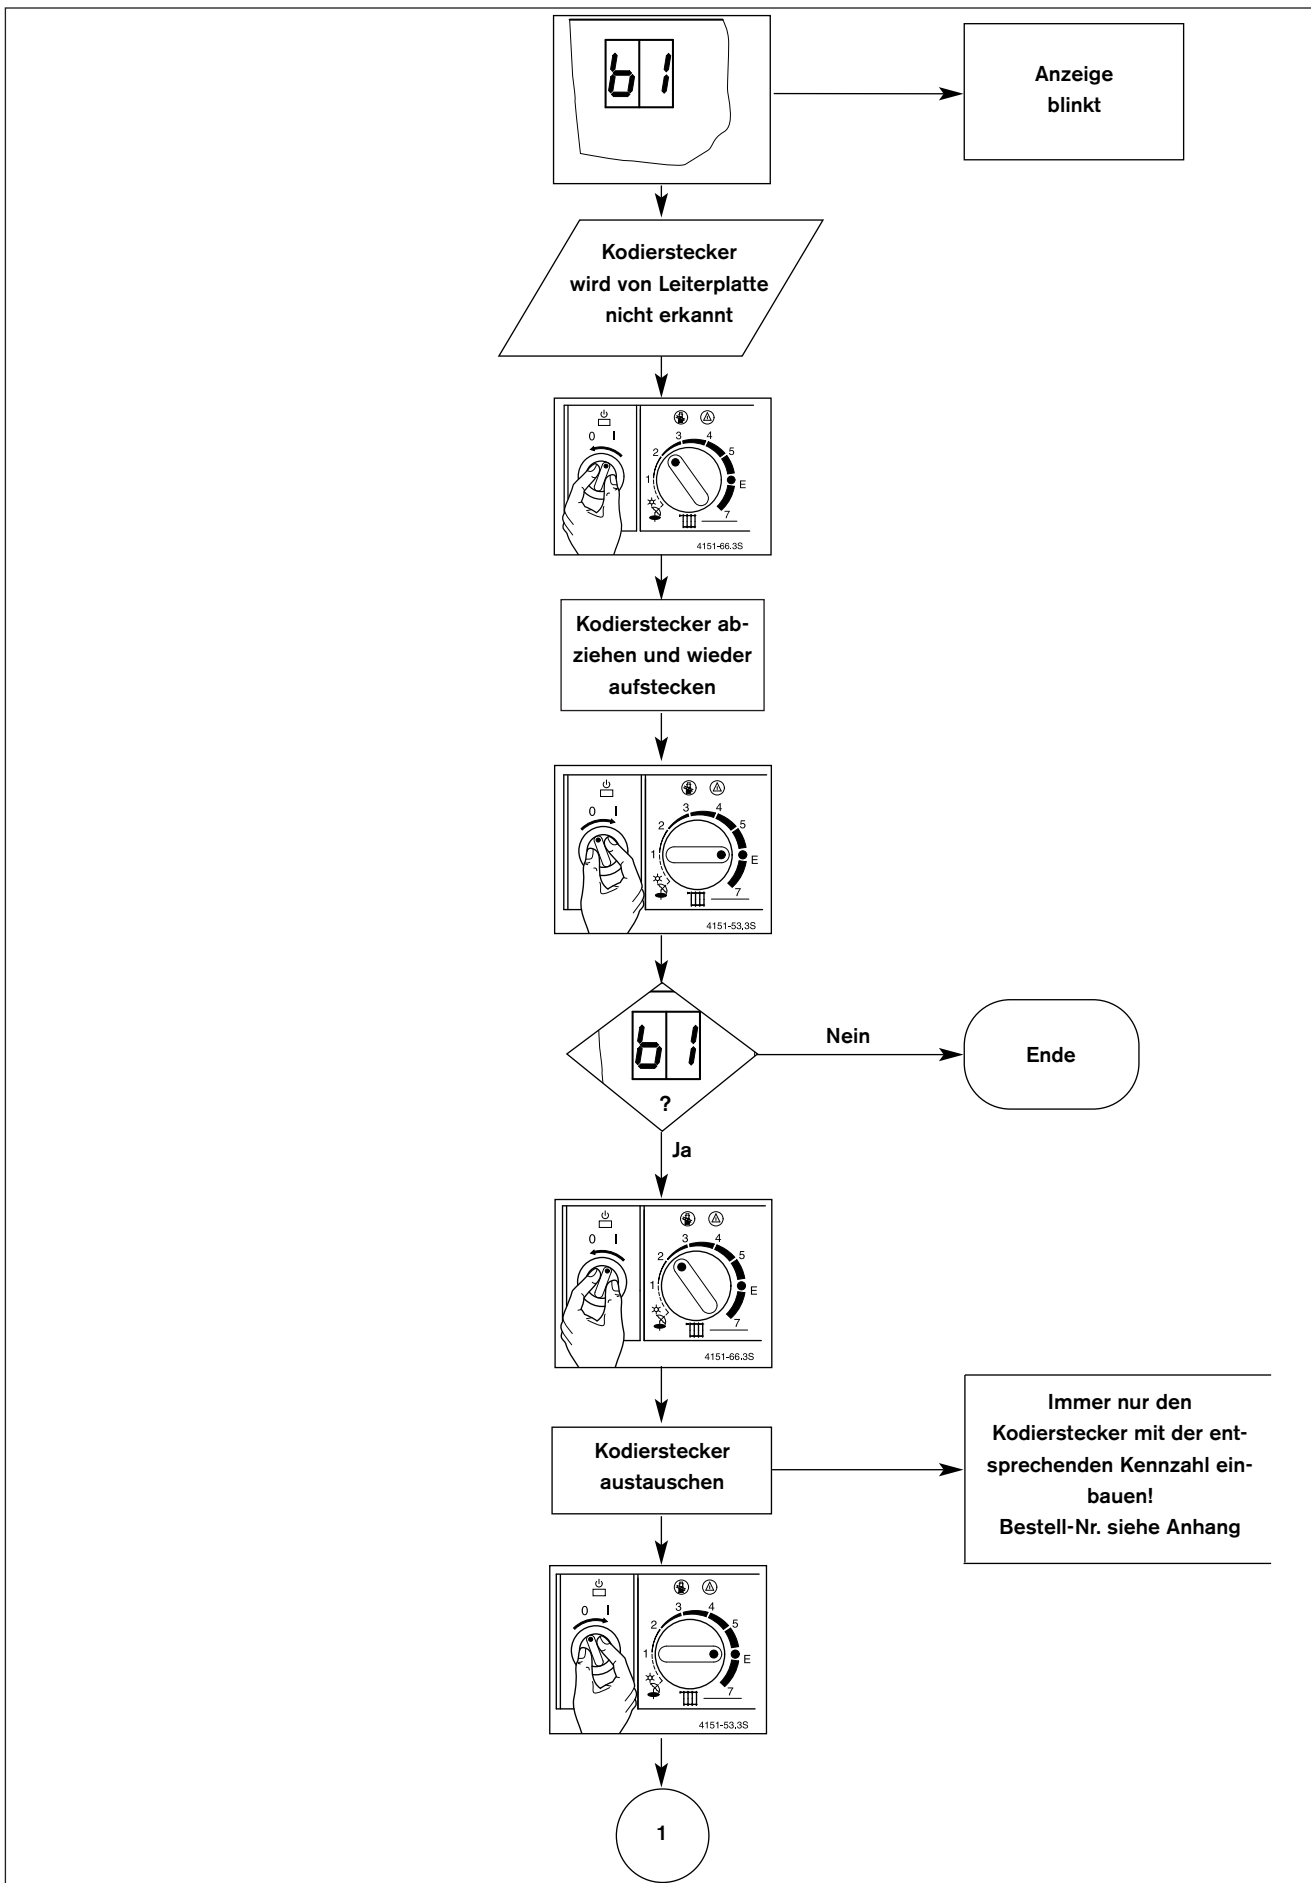 b1
Anzeige
blinkt
Kodierstecker
wird von Leiterplatte
nicht erkannt
0 I
1 2 3 4 5 E 7
4151-66.3S
Kodierstecker ab-
ziehen und wieder
aufstecken
0 I
1 2 3 4 5 E 7
4151-53.3S
b1
?
Nein
Ende
Ja
0 I
1 2 3 4 5 E 7
4151-66.3S
Kodierstecker
austauschen
Immer nur den
Kodierstecker mit der ent-
sprechenden Kennzahl ein-
bauen!
Bestell-Nr. siehe Anhang
0 I
1 2 3 4 5 E 7
4151-53.3S
1